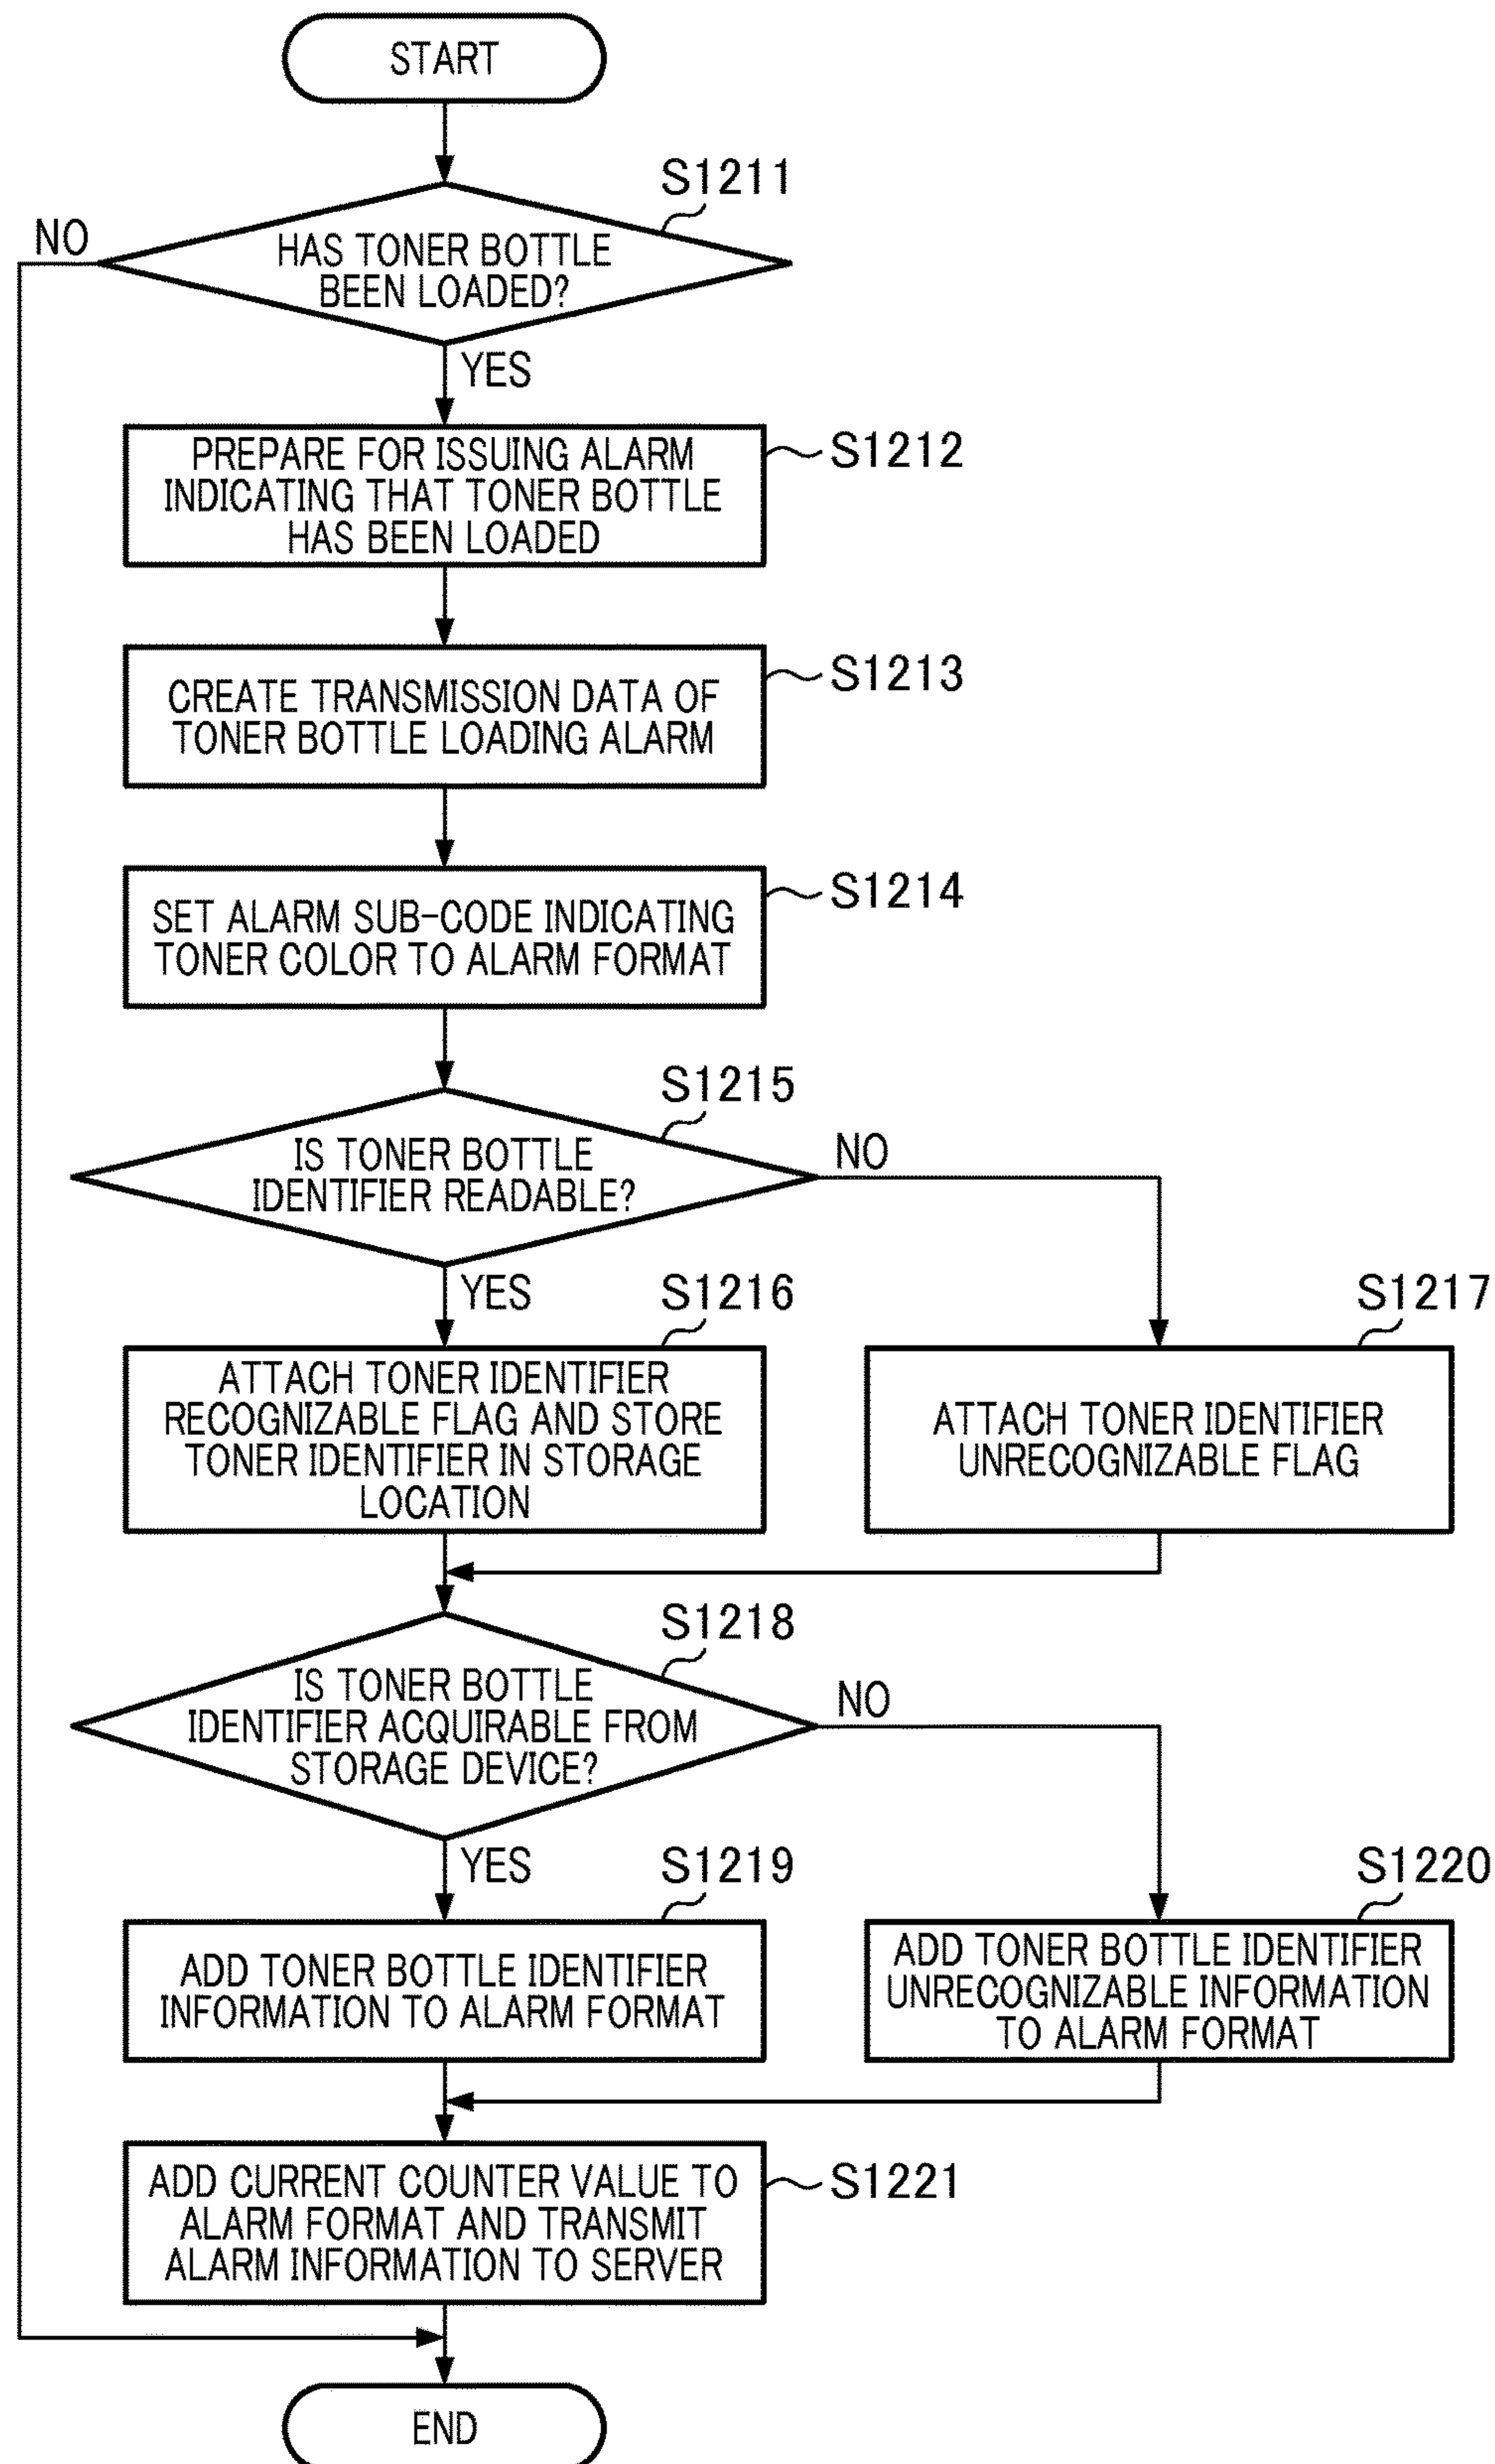 START
S1211
NO
HAS TONER BOTTLE
BEEN LOADED?
YES
PREPARE FOR ISSUING ALARM
INDICATING THAT TONER BOTTLE
HAS BEEN LOADED
S1212
CREATE TRANSMISSION DATA OF
TONER BOTTLE LOADING ALARM
S1213
SET ALARM SUB-CODE INDICATING
TONER COLOR TO ALARM FORMAT
S1214
S1215
IS TONER BOTTLE
IDENTIFIER READABLE?
NO
YES
S1216
ATTACH TONER IDENTIFIER
RECOGNIZABLE FLAG AND STORE
TONER IDENTIFIER IN STORAGE
LOCATION
S1217
ATTACH TONER IDENTIFIER
UNRECOGNIZABLE FLAG
S1218
IS TONER BOTTLE
IDENTIFIER ACQUIRABLE FROM
STORAGE DEVICE?
NO
YES
S1219
ADD TONER BOTTLE IDENTIFIER
INFORMATION TO ALARM FORMAT
S1220
ADD TONER BOTTLE IDENTIFIER
UNRECOGNIZABLE INFORMATION
TO ALARM FORMAT
ADD CURRENT COUNTER VALUE TO
ALARM FORMAT AND TRANSMIT
ALARM INFORMATION TO SERVER
S1221
END